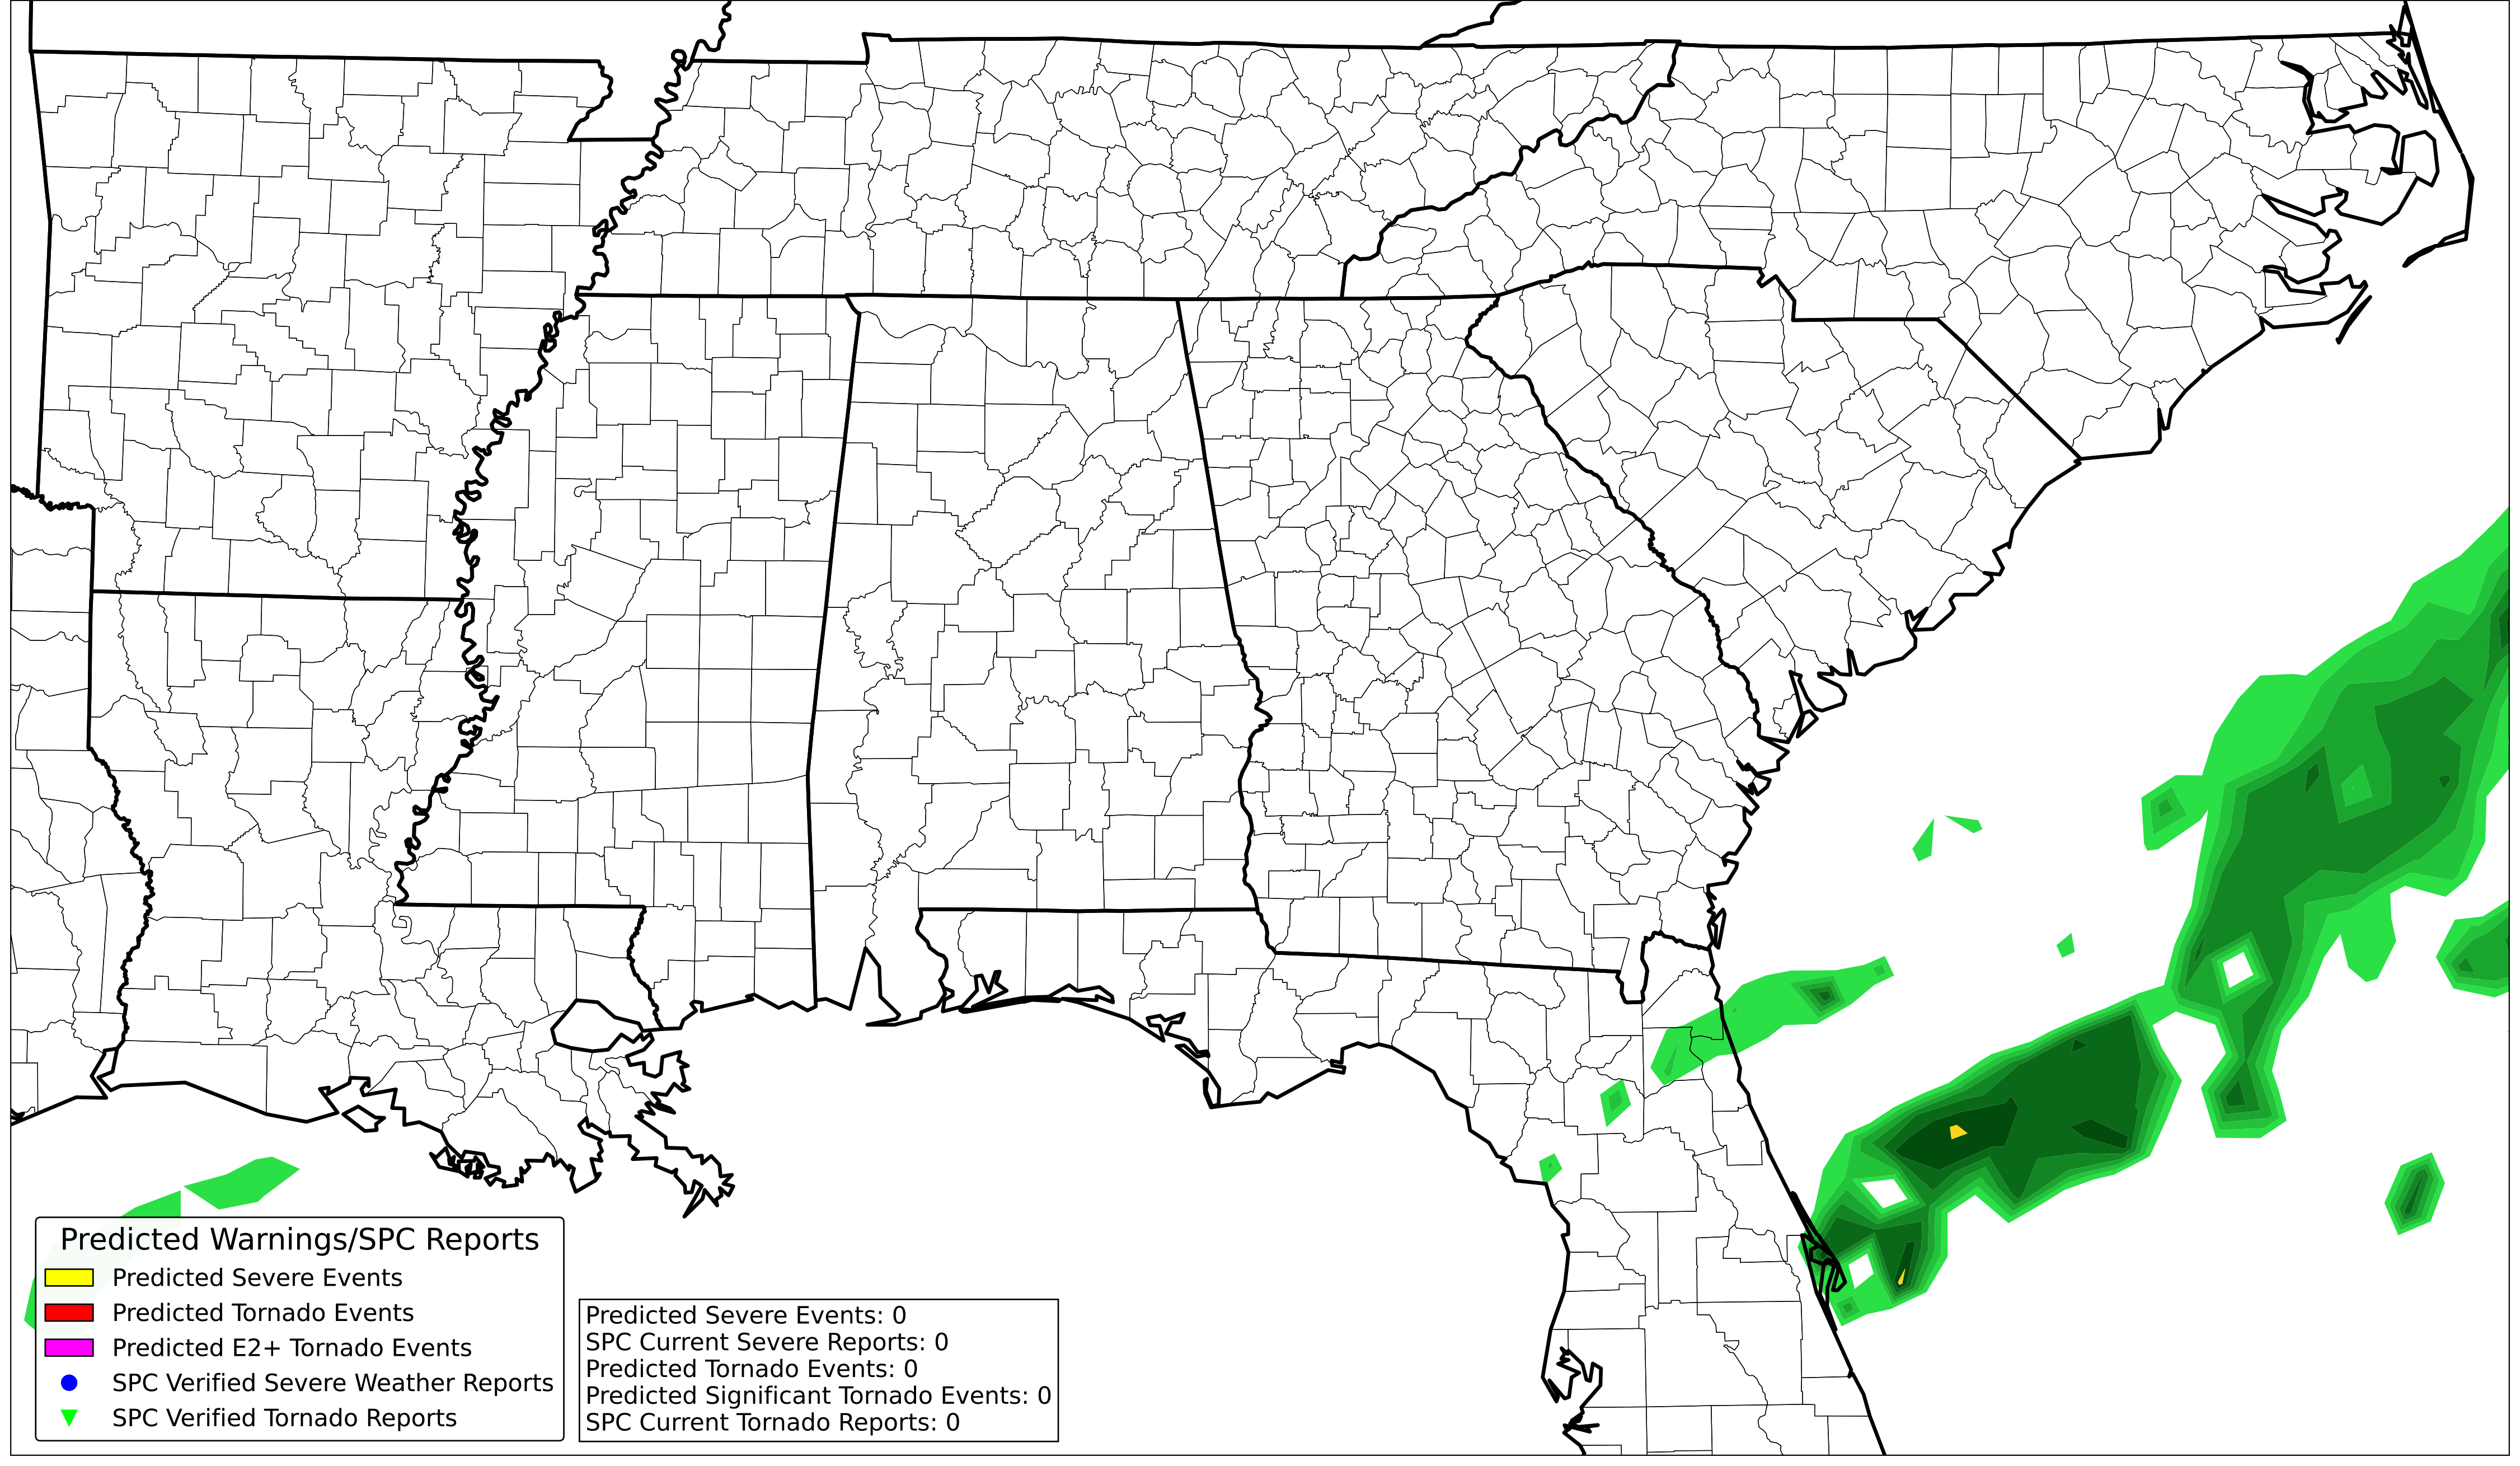 Predicted Warnings/SPC Reports
Predicted Severe Events
Predicted Tornado Events
Predicted E2+ Tornado Events
SPC Verified Severe Weather Reports
SPC Verified Tornado Reports
Predicted Severe Events: 0
SPC Current Severe Reports: 0
Predicted Tornado Events: 0
Predicted Significant Tornado Events: 0
SPC Current Tornado Reports: 0